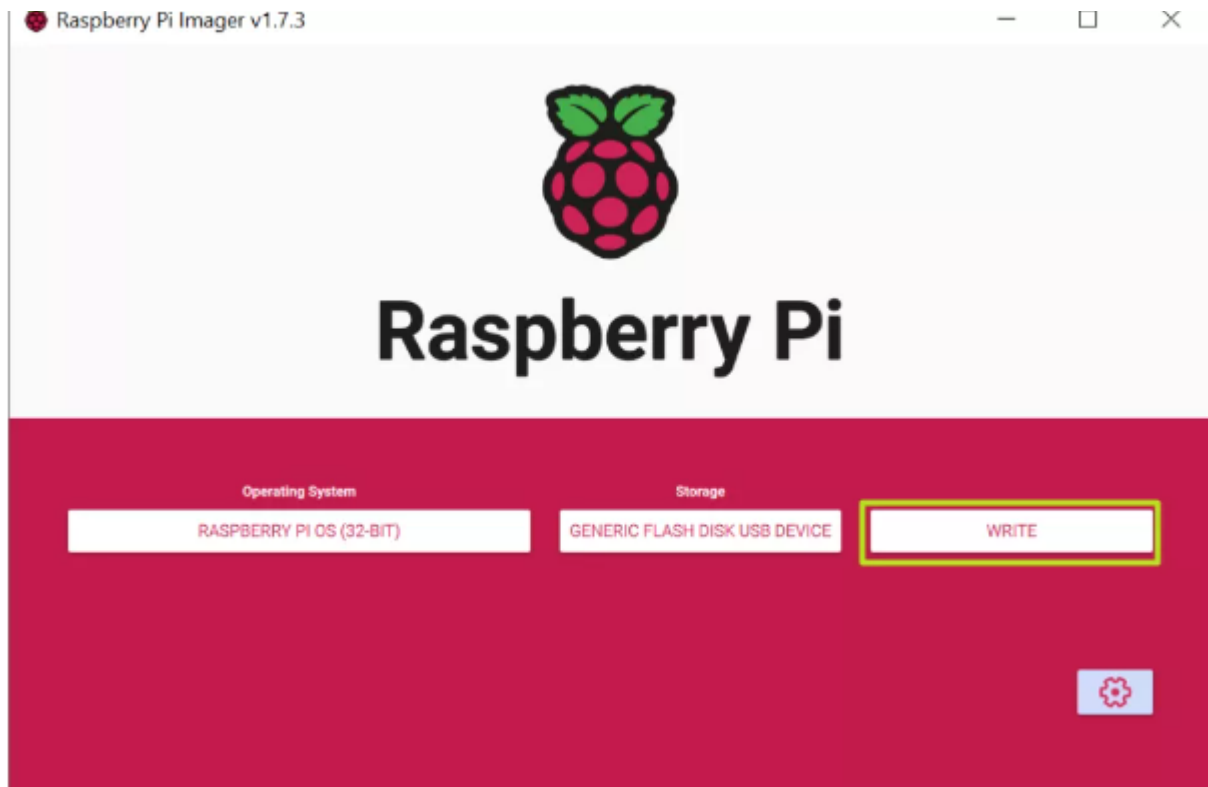 Raspberry Pi Imager v1.7.3
Raspberry Pi
Operating System
Storage
RASPBERRY PI OS (32-BIT)
GENERIC FLASH DISK USB DEVICE
WRITE